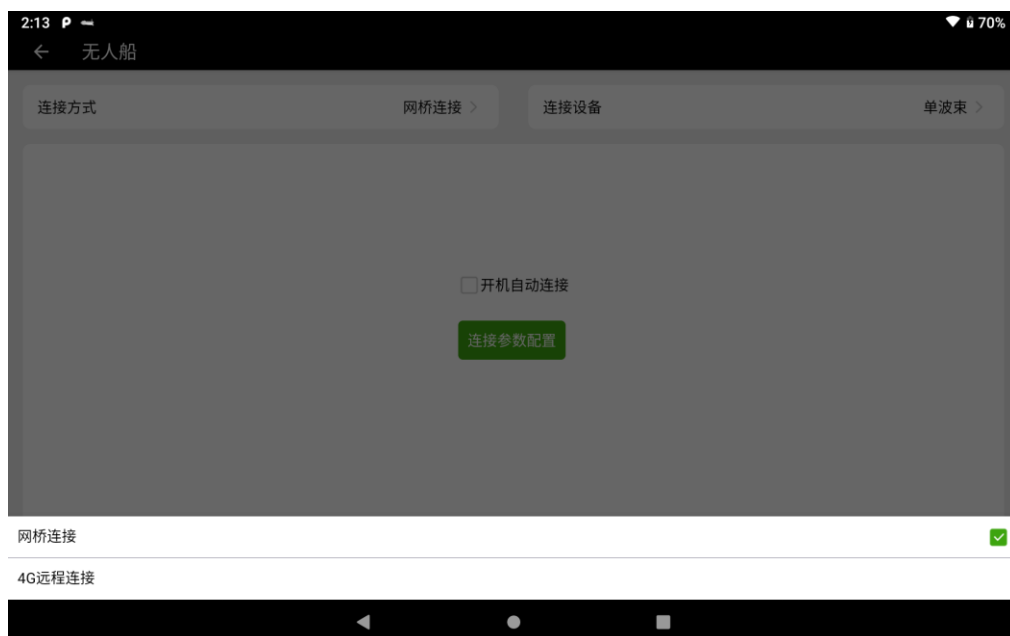 2:13 P 70%
无人船
连接方式 网桥连接 连接设备 单波束
开机自动连接
连接参数配置
网桥连接
4G远程连接